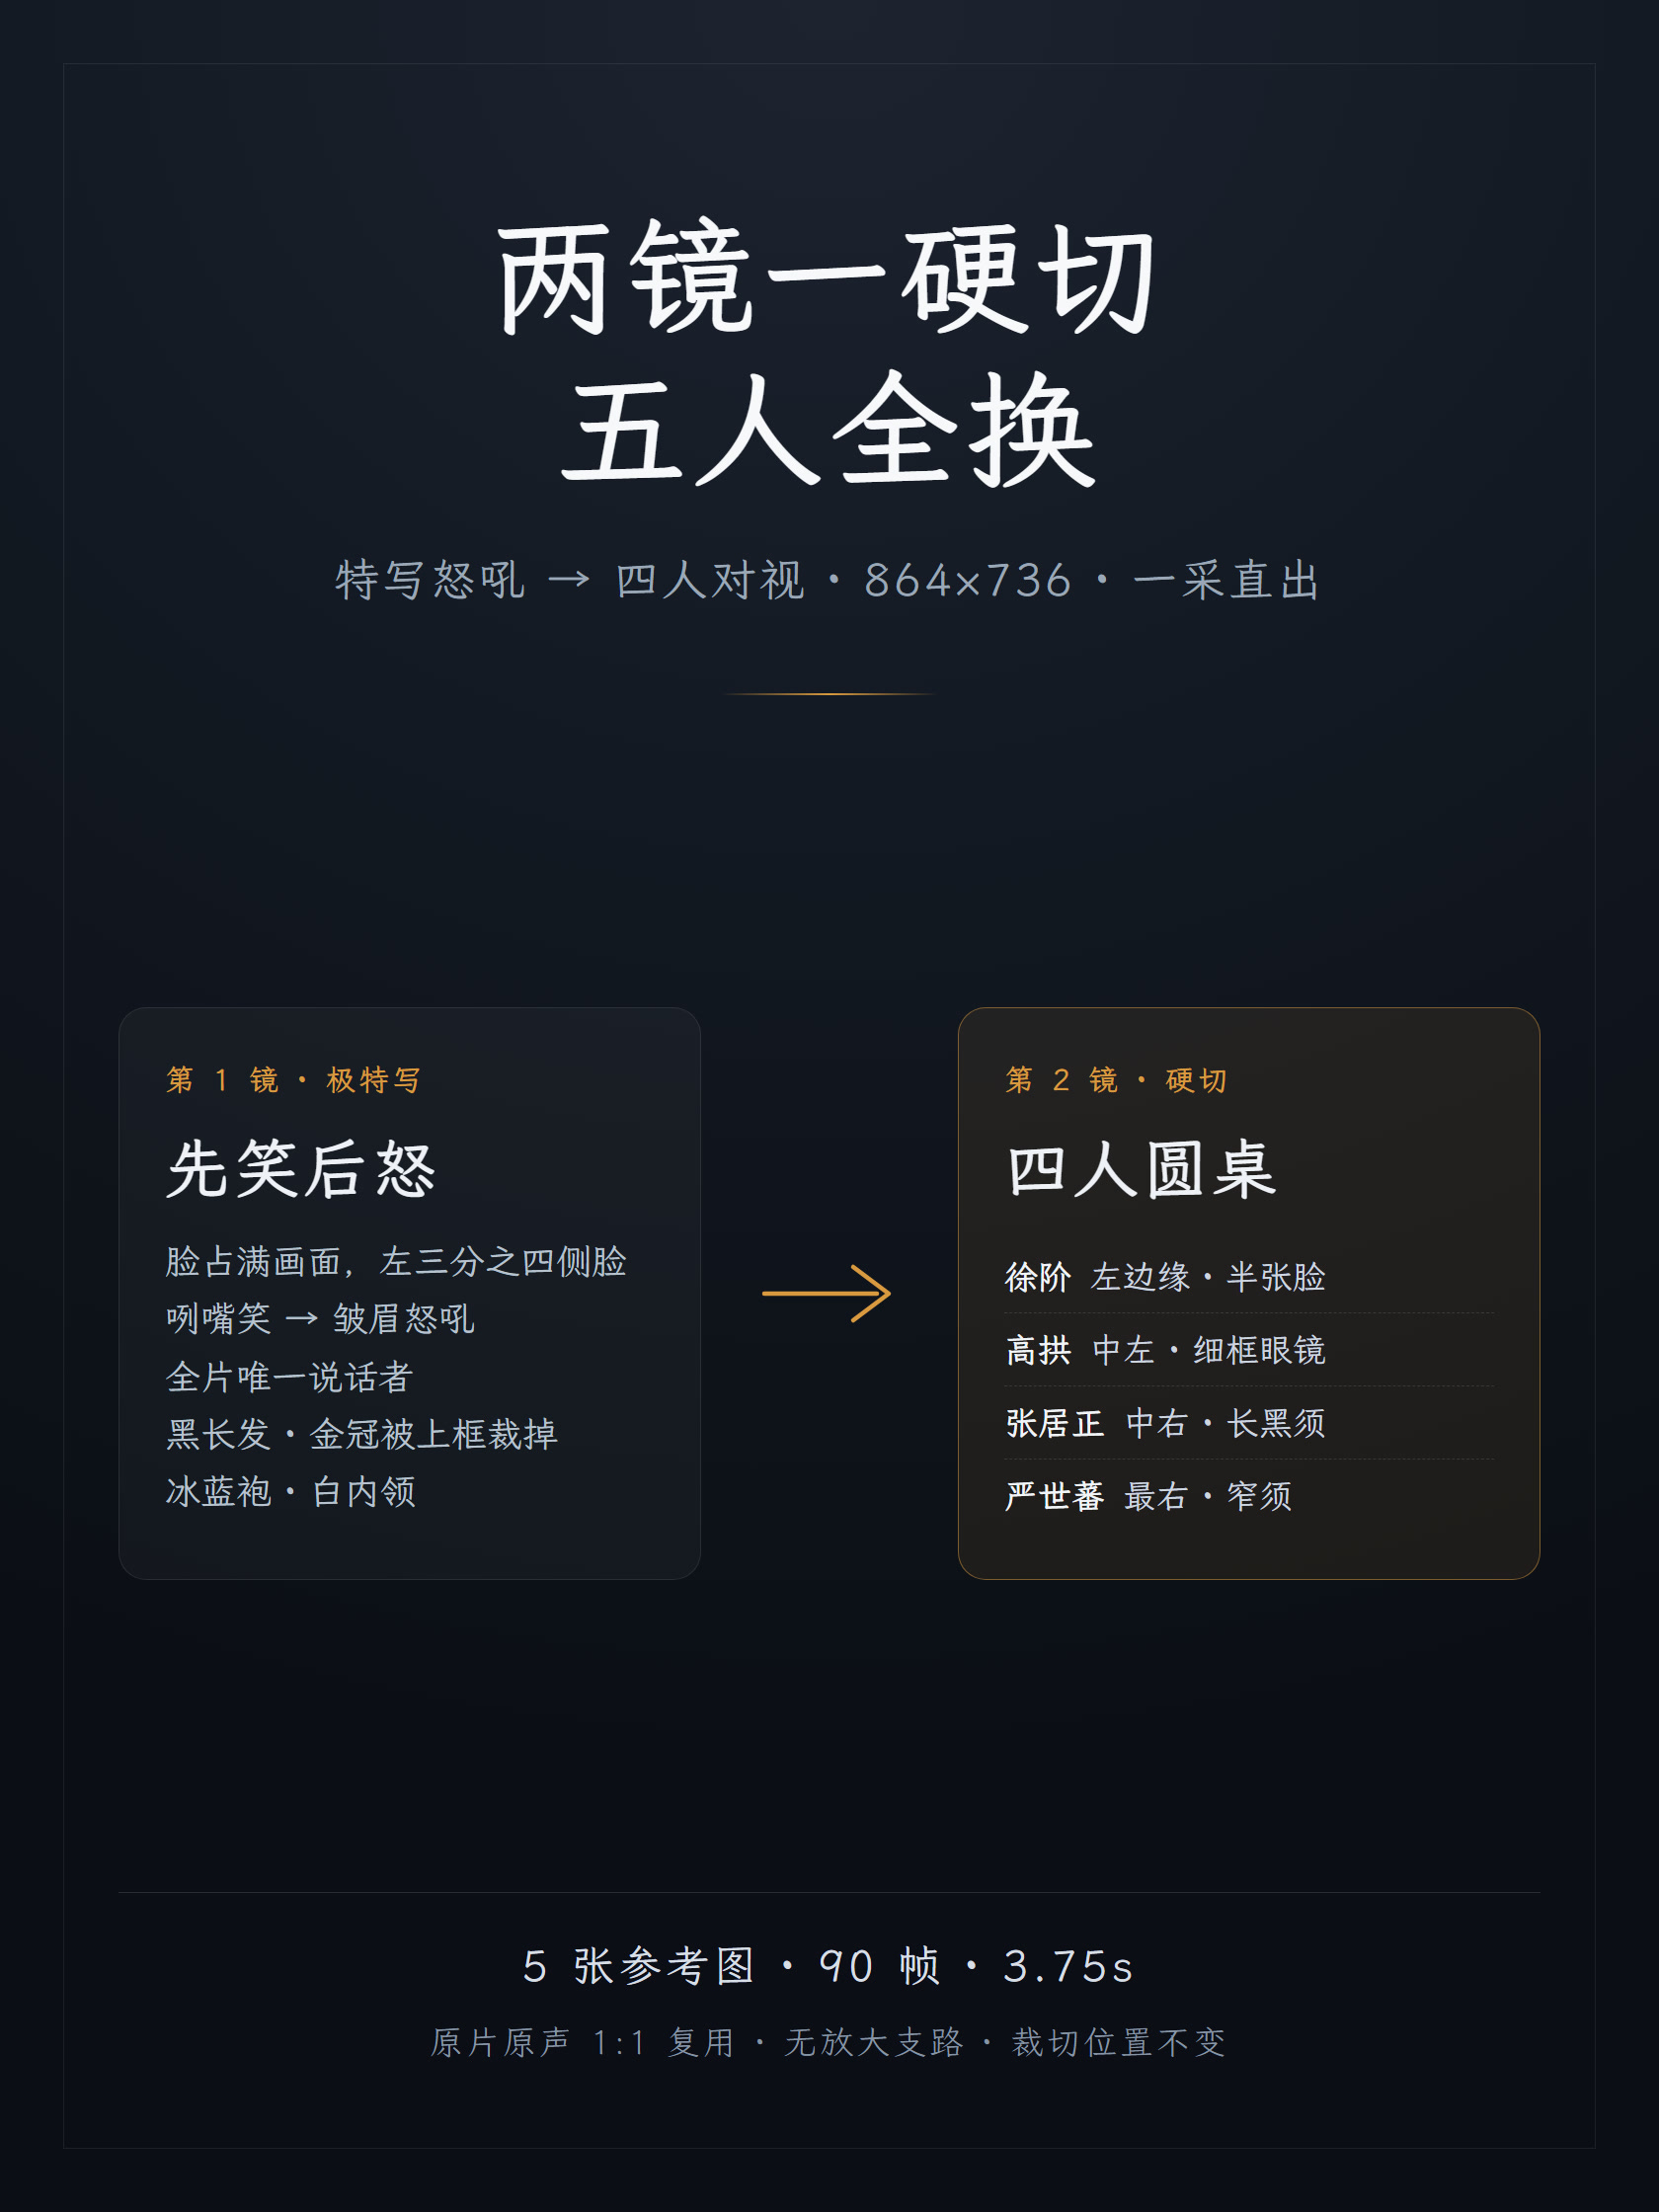 两镜一硬切
五人全换
特写怒吼 → 四人对视 · 864×736 · 一采直出
第 1 镜 · 极特写
先笑后怒
脸占满画面，左三分之四侧脸
咧嘴笑 → 皱眉怒吼
全片唯一说话者
黑长发 · 金冠被上框裁掉
冰蓝袍 · 白内领
第 2 镜 · 硬切
四人圆桌
徐阶 左边缘 · 半张脸
高拱 中左 · 细框眼镜
张居正 中右 · 长黑须
严世蕃 最右 · 窄须
5 张参考图 · 90 帧 · 3.75s
原片原声 1:1 复用 · 无放大支路 · 裁切位置不变